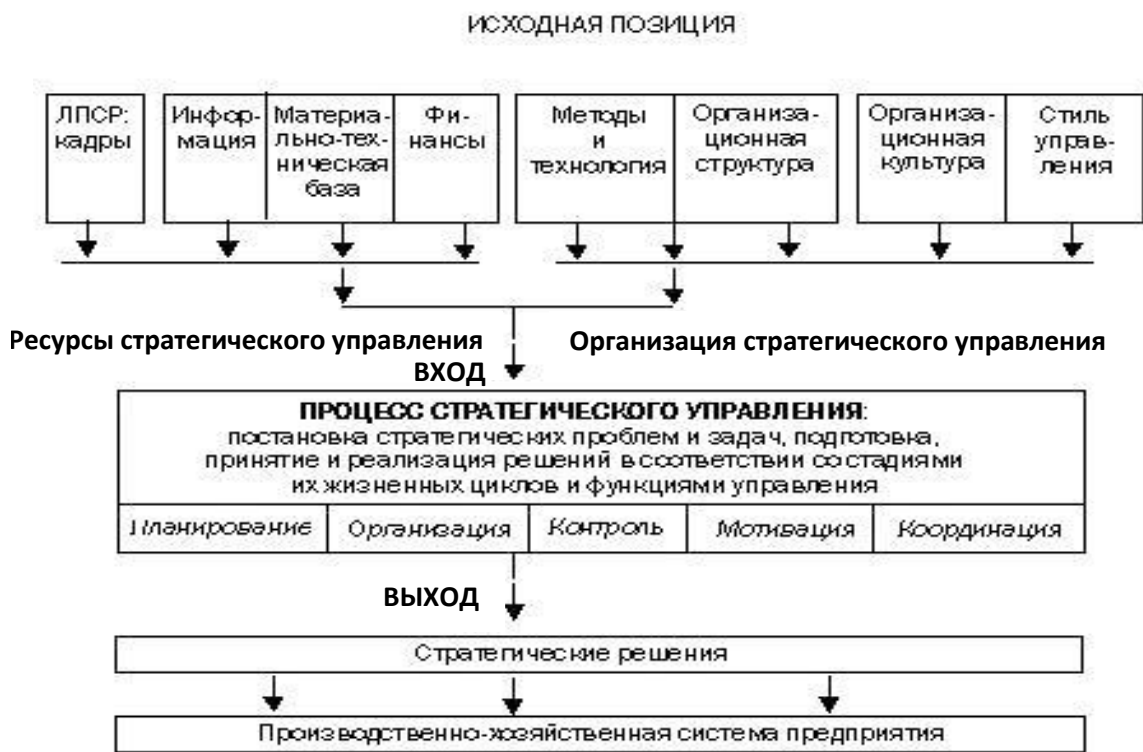 ИСХОДНАЯ ПОЗИЦИЯ
ЛПСР:
кадры
Инфор-
мация
Материа-
льно-тех-
ническая
база
Фи-
нансы
Методы
и
технология
Организа-
ционная
структура
Организа-
ционная
культура
Стиль
управ-
ления
Ресурсы стратегического управления
Организация стратегического управления
ВХОД
ПРОЦЕСС СТРАТЕГИЧЕСКОГО УПРАВЛЕНИЯ:
постановка стратегических проблем и задач, подготовка,
принятие и реализация решений в соответствии со стадиями
их жизненных циклов и функциями управления
Планирование
Организация
Контроль
Мотивация
Координация
ВЫХОД
Стратегические решения
Производственно-хозяйственная система предприятия